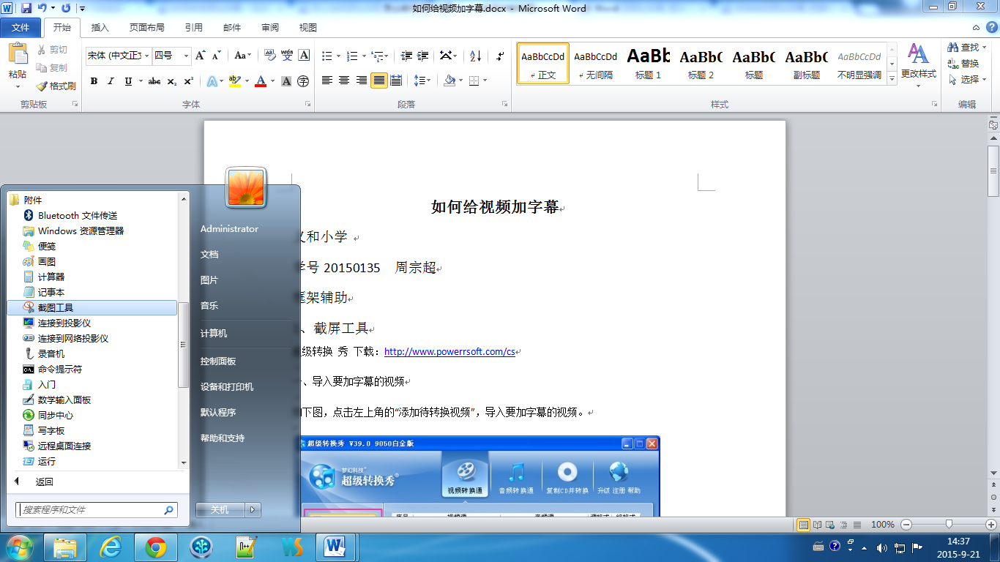 如何给视频加字幕.docx - Microsoft Word
文件 开始 插入 页面布局 引用 邮件 审阅 视图
宋体 (中文正文 四号
粘贴 剪切 复制 格式刷
AaBbCcDd AaBbCcDd AaBb AaBbC AaBbC AaBbC AaBbCcDd
正文 无间隔 标题 1 标题 2 标题 副标题 不明显强调
更改样式
查找
替换
选择
剪贴板 字体 段落 样式 编辑
如何给视频加字幕
义和小学
学号 20150135 周宗超
框架辅助
、截屏工具
级转换 秀 下载：http://www.powerrsoft.com/cs
、导入要加字幕的视频
如下图，点击左上角的“添加待转换视频”，导入要加字幕的视频。
超级转换秀 V39.0 9050白金版
梦幻科技
超级转换秀
视频转换通 音频转换通 复制CD并转换 升级 注册 帮助
附件
Bluetooth 文件传送
Windows 资源管理器
便笺
画图
计算器
记事本
截图工具
连接到投影仪
连接到网络投影仪
录音机
命令提示符
入门
数学输入面板
同步中心
写字板
远程桌面连接
运行
返回
搜索程序和文件
Administrator
文档
图片
音乐
计算机
控制面板
设备和打印机
默认程序
帮助和支持
关机
100%
14:37
2015-9-21